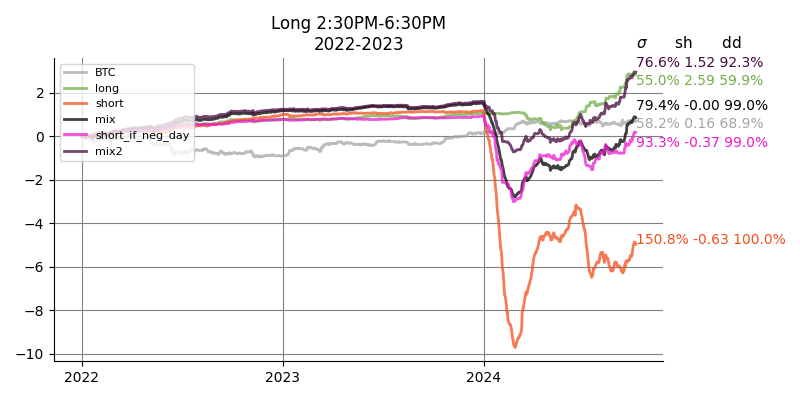 Long 2:30PM-6:30PM
2022-2023
σ sh dd
76.6% 1.52 92.3%
55.0% 2.59 59.9%
79.4% -0.00 99.0%
58.2% 0.16 68.9%
93.3% -0.37 99.0%
150.8% -0.63 100.0%
BTC
long
short
mix
short_if_neg_day
mix2
2
0
−2
−4
−6
−8
−10
2022 2023 2024